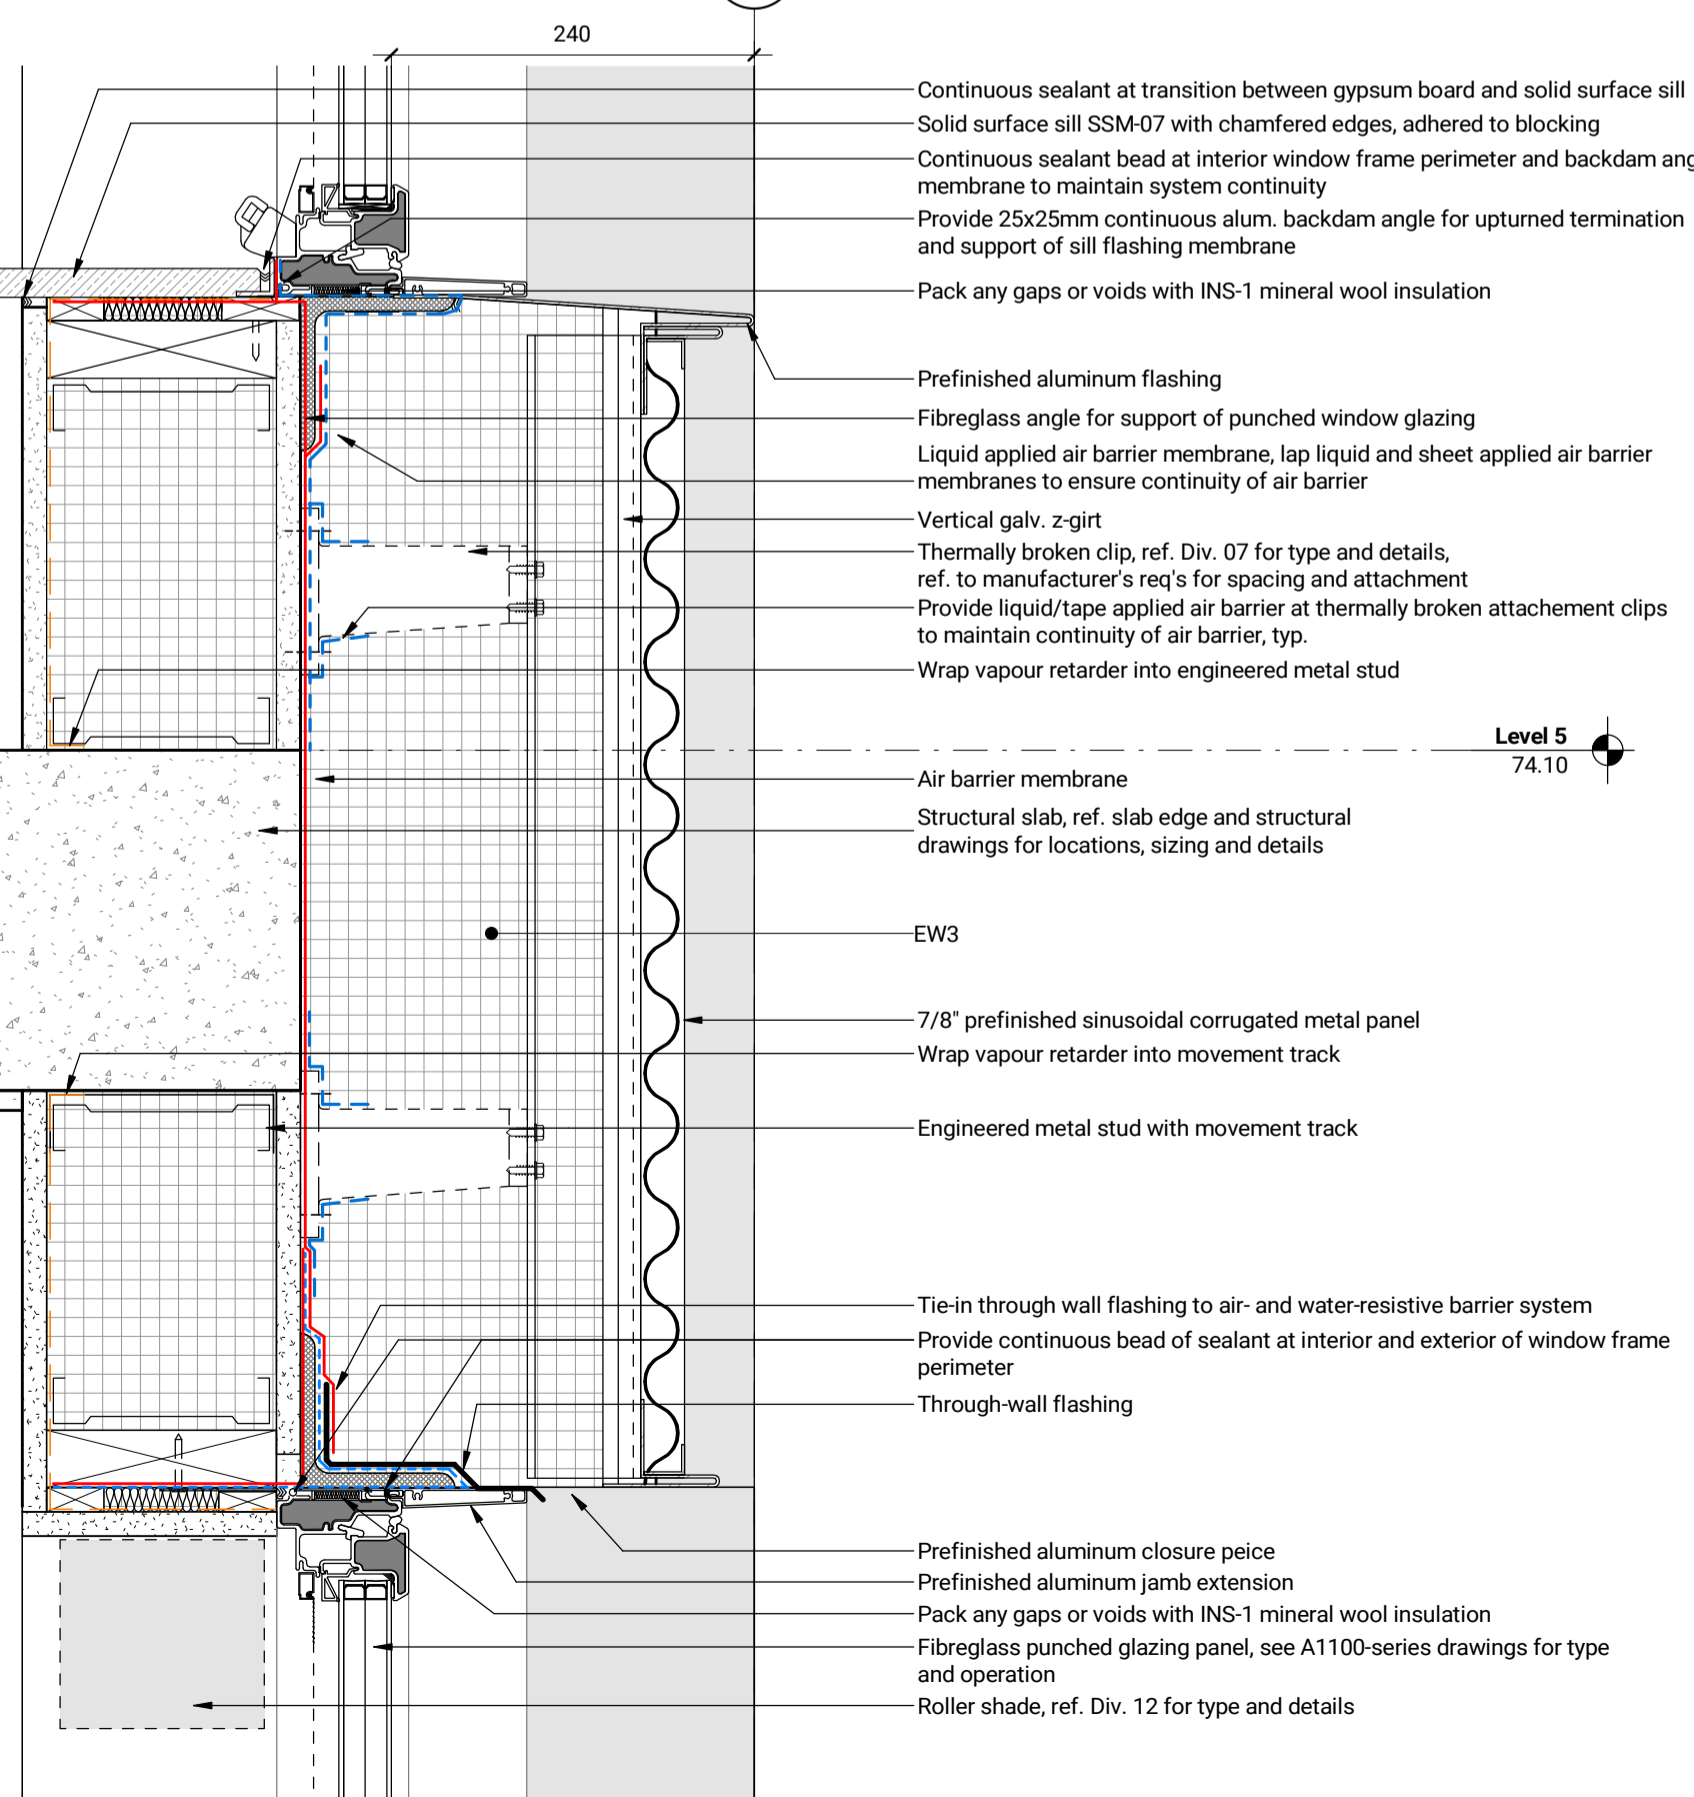 240
Continuous sealant at transition between gypsum board and solid surface sill
Solid surface sill SSM-07 with chamfered edges, adhered to blocking
Continuous sealant bead at interior window frame perimeter and backdam ang
membrane to maintain system continuity
Provide 25x25mm continuous alum. backdam angle for upturned termination
and support of sill flashing membrane
Pack any gaps or voids with INS-1 mineral wool insulation
Prefinished aluminum flashing
Fibreglass angle for support of punched window glazing
Liquid applied air barrier membrane, lap liquid and sheet applied air barrier
membranes to ensure continuity of air barrier
Vertical galv. z-girt
Thermally broken clip, ref. Div. 07 for type and details,
ref. to manufacturer's req's for spacing and attachment
Provide liquid/tape applied air barrier at thermally broken attachement clips
to maintain continuity of air barrier, typ.
Wrap vapour retarder into engineered metal stud
Level 5
74.10
Air barrier membrane
Structural slab, ref. slab edge and structural
drawings for locations, sizing and details
EW3
7/8" prefinished sinusoidal corrugated metal panel
Wrap vapour retarder into movement track
Engineered metal stud with movement track
Tie-in through wall flashing to air- and water-resistive barrier system
Provide continuous bead of sealant at interior and exterior of window frame
perimeter
Through-wall flashing
Prefinished aluminum closure peice
Prefinished aluminum jamb extension
Pack any gaps or voids with INS-1 mineral wool insulation
Fibreglass punched glazing panel, see A1100-series drawings for type
and operation
Roller shade, ref. Div. 12 for type and details